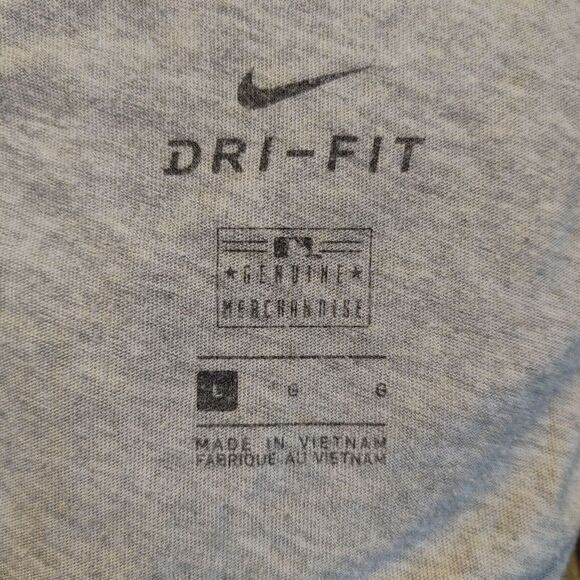 DRI-FIT
GENUINE
MERCHANDISE
L G G
MADE IN VIETNAM
FABRIQUE AU VIETNAM